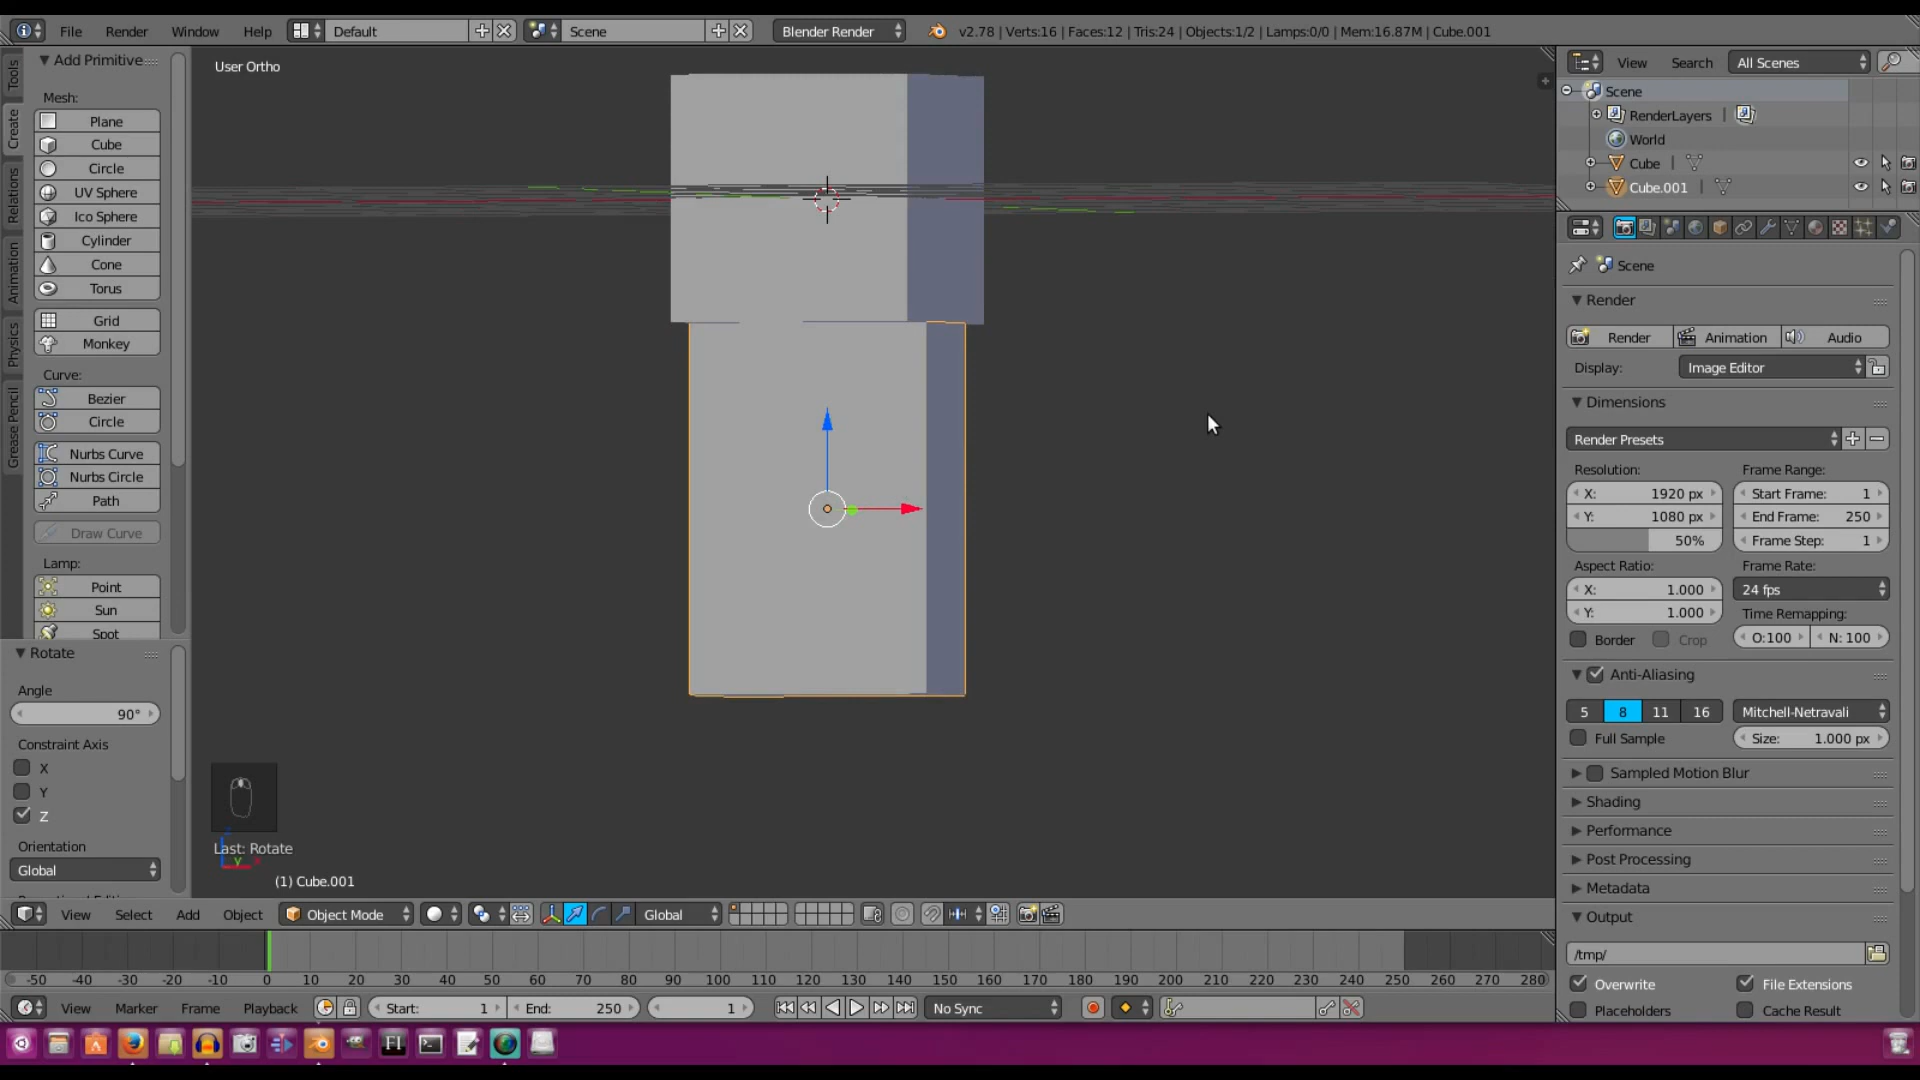 File Render Window Help Default Scene Blender Render v2.78 | Verts:16 | Faces:12 | Tris:24 | Objects:1/2 | Lamps:0/0 | Mem:16.87M | Cube.001
Tools
Create
Relations
Animation
Physics
Grease Pencil
Add Primitive
Mesh:
Plane
Cube
Circle
UV Sphere
Ico Sphere
Cylinder
Cone
Torus
Grid
Monkey
Curve:
Bezier
Circle
Nurbs Curve
Nurbs Circle
Path
Draw Curve
Lamp:
Point
Sun
Spot
Rotate
Angle
90°
Constraint Axis
X
Y
Z
Orientation
Global
User Ortho
Last: Rotate
(1) Cube.001
View Select Add Object Object Mode Global
-50 -40 -30 -20 -10 0 10 20 30 40 50 60 70 80 90 100 110 120 130 140 150 160 170 180 190 200 210 220 230 240 250 260 270 280
View Marker Frame Playback Start: 1 End: 250 1 No Sync
View Search All Scenes
Scene
RenderLayers |
World
Cube |
Cube.001 |
Scene
Render
Render Animation Audio
Display: Image Editor
Dimensions
Render Presets
Resolution: Frame Range:
X: 1920 px Start Frame: 1
Y: 1080 px End Frame: 250
50% Frame Step: 1
Aspect Ratio: Frame Rate:
X: 1.000 24 fps
Y: 1.000 Time Remapping:
Border Crop O:100 N: 100
Anti-Aliasing
5 8 11 16 Mitchell-Netravali
Full Sample Size: 1.000 px
Sampled Motion Blur
Shading
Performance
Post Processing
Metadata
Output
/tmp/
Overwrite File Extensions
Placeholders Cache Result